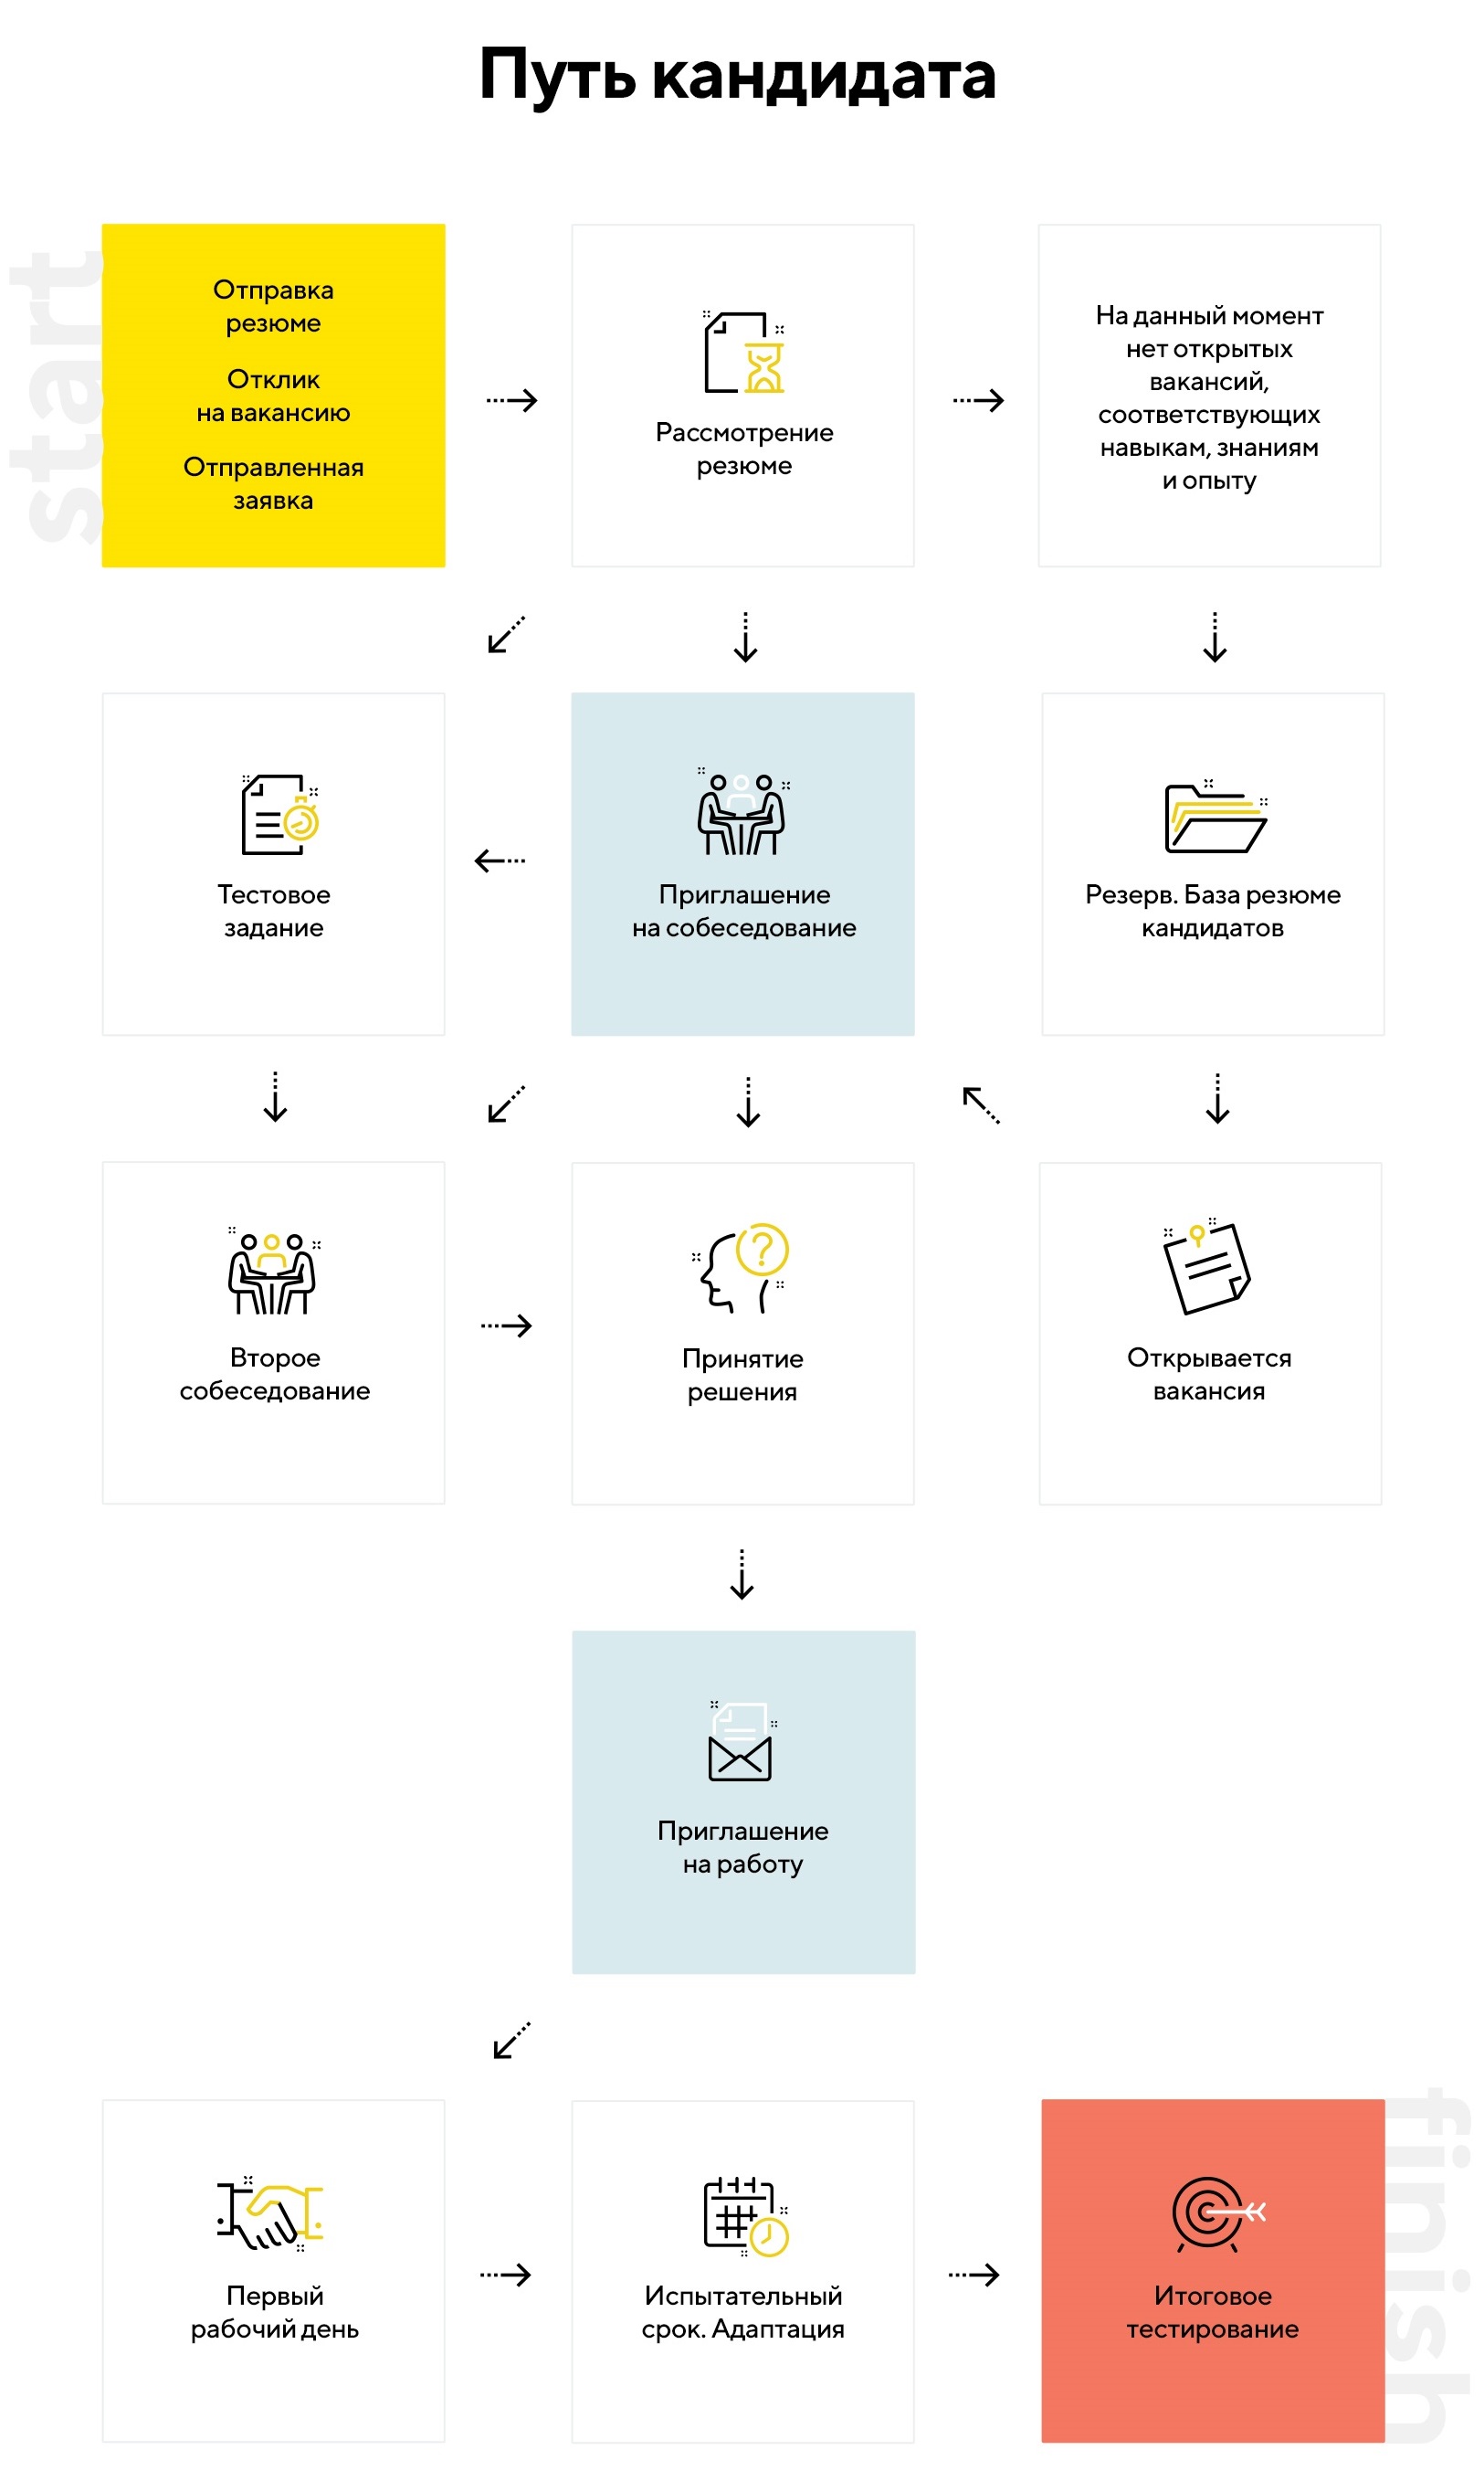 Путь кандидата
start
Отправка
резюме
Отклик
на вакансию
Отправленная
заявка
Рассмотрение
резюме
На данный момент
нет открытых
вакансий,
соответствующих
навыкам, знаниям
и опыту
Тестовое
задание
Приглашение
на собеседование
Резерв. База резюме
кандидатов
Второе
собеседование
?
Принятие
решения
Открывается
вакансия
Приглашение
на работу
Первый
рабочий день
Испытательный
срок. Адаптация
Итоговое
тестирование
finish